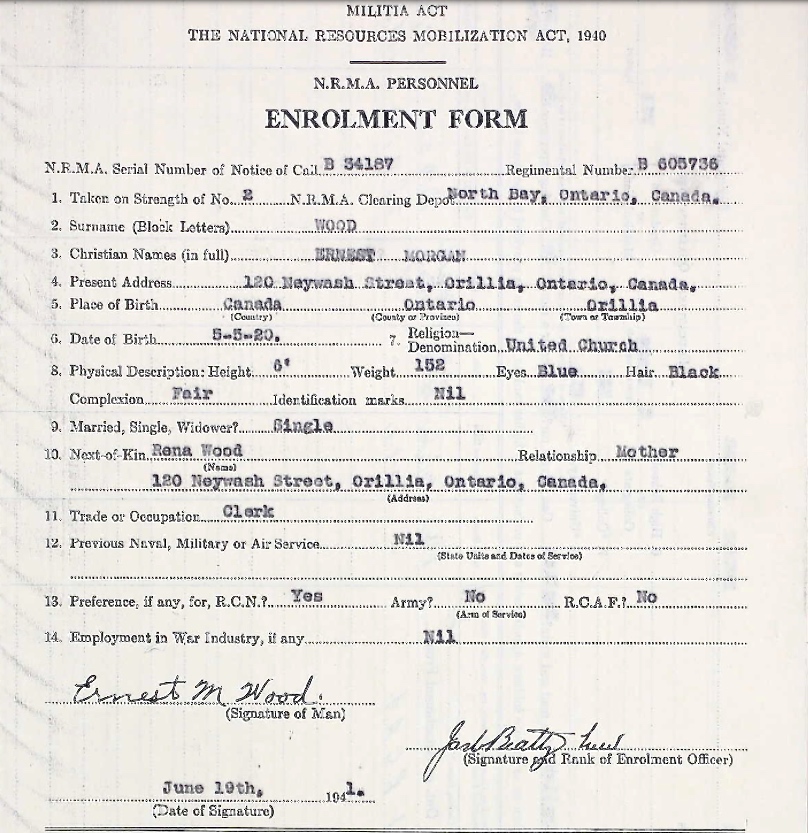 MILITIA ACT
THE NATIONAL RESOURCES MOBILIZATION ACT, 1940
N.R.M.A. PERSONNEL
ENROLMENT FORM
N.R.M.A. Serial Number of Notice of Call B 34187 Regimental Number B 605736
1. Taken on Strength of No. 2 N.R.M.A. Clearing Depot North Bay, Ontario, Canada.
2. Surname (Block Letters) WOOD
3. Christian Names (in full) ERNEST MORGAN
4. Present Address 120 Neywash Street, Orillia, Ontario, Canada.
5. Place of Birth Canada Ontario Orillia
(Country) (County or Province) (Town or Township)
6. Date of Birth 5-5-20. 7. Religion—
Denomination United Church
8. Physical Description: Height 6' Weight 152 Eyes Blue Hair Black
Complexion Fair Identification marks Nil
9. Married, Single, Widower? Single
10. Next-of-Kin Rena Wood Relationship Mother
(Name)
120 Neywash Street, Orillia, Ontario, Canada.
(Address)
11. Trade or Occupation Clerk
12. Previous Naval, Military or Air Service Nil
(State Units and Dates of Service)
13. Preference, if any, for, R.C.N.? Yes Army? No R.C.A.F.? No
(Arm of Service)
14. Employment in War Industry, if any Nil
Ernest M Wood.
(Signature of Man)
Beatty
(Signature and Rank of Enrolment Officer)
June 19th, 1941.
(Date of Signature)